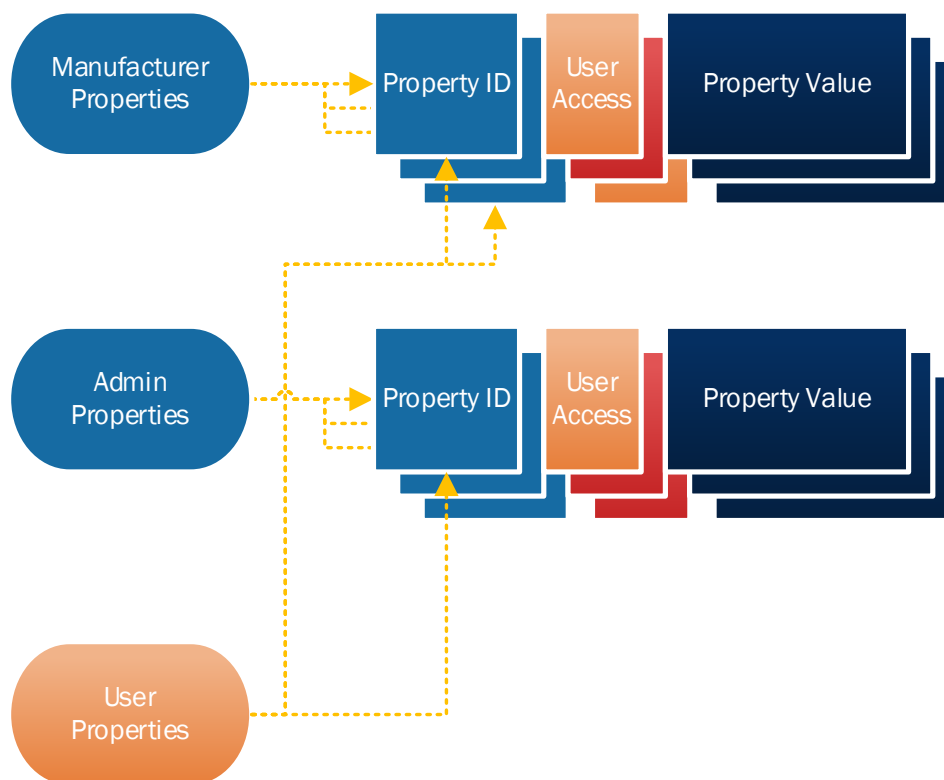 Manufacturer
Properties
Property ID
User
Access
Property Value
Admin
Properties
Property ID
User
Access
Property Value
User
Properties